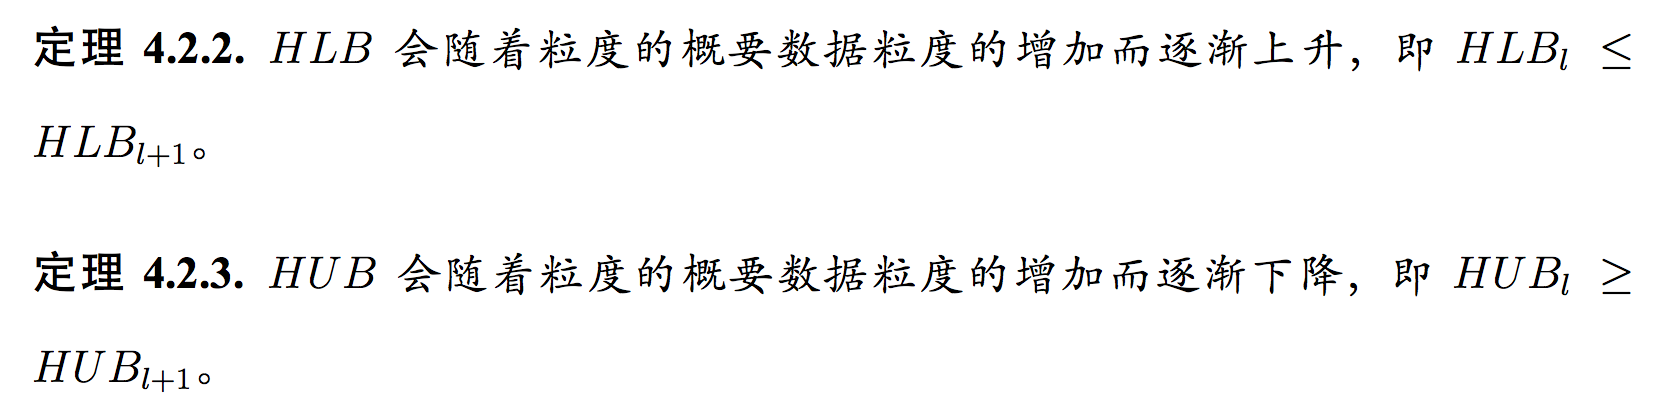 定理 4.2.2. HLB 会随着粒度的概要数据粒度的增加而逐渐上升，即 HLB_l ≤
HLB_{l+1}。
定理 4.2.3. HUB 会随着粒度的概要数据粒度的增加而逐渐下降，即 HUB_l ≥
HUB_{l+1}。